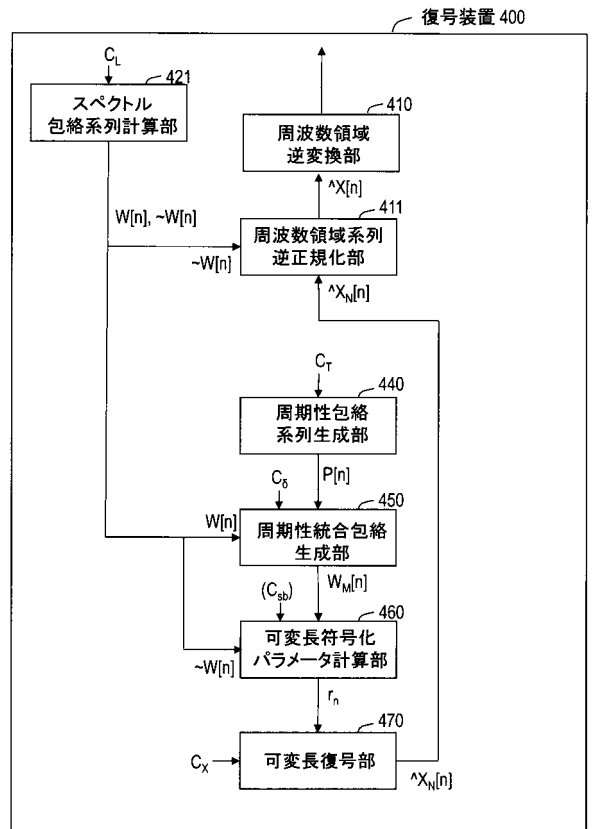 復号装置 400
C_L
421
スペクトル
包絡系列計算部
410
周波数領域
逆変換部
^X[n]
W[n], ~W[n]
411
周波数領域系列
逆正規化部
~W[n]
^X_N[n]
C_T
440
周期性包絡
系列生成部
C_δ
P[n]
450
W[n]
周期性統合包絡
生成部
(C_sb)
W_M[n]
460
可変長符号化
パラメータ計算部
~W[n]
r_n
470
C_X
可変長復号部
^X_N[n]